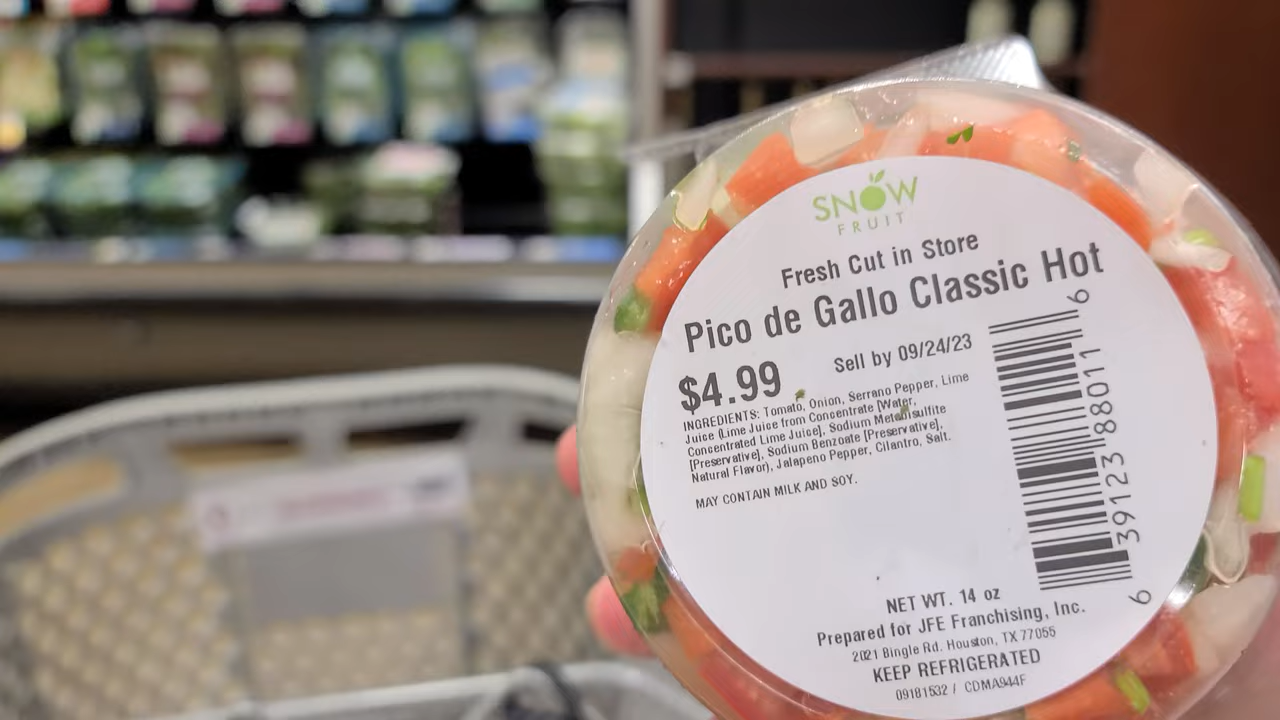 SNOW
FRUIT
Fresh Cut in Store
Pico de Gallo Classic Hot
$4.99
Sell by 09/24/23
INGREDIENTS: Tomato, Onion, Serrano Pepper, Lime
Juice (Lime Juice from Concentrate [Water,
Concentrated Lime Juice], Sodium Metabisulfite
[Preservative], Sodium Benzoate [Preservative],
Natural Flavor), Jalapeno Pepper, Cilantro, Salt.
MAY CONTAIN MILK AND SOY.
6 39123 88011 6
NET WT. 14 oz
Prepared for JFE Franchising, Inc.
2021 Bingle Rd. Houston, TX 77055
KEEP REFRIGERATED
09181532 / CDMA944F